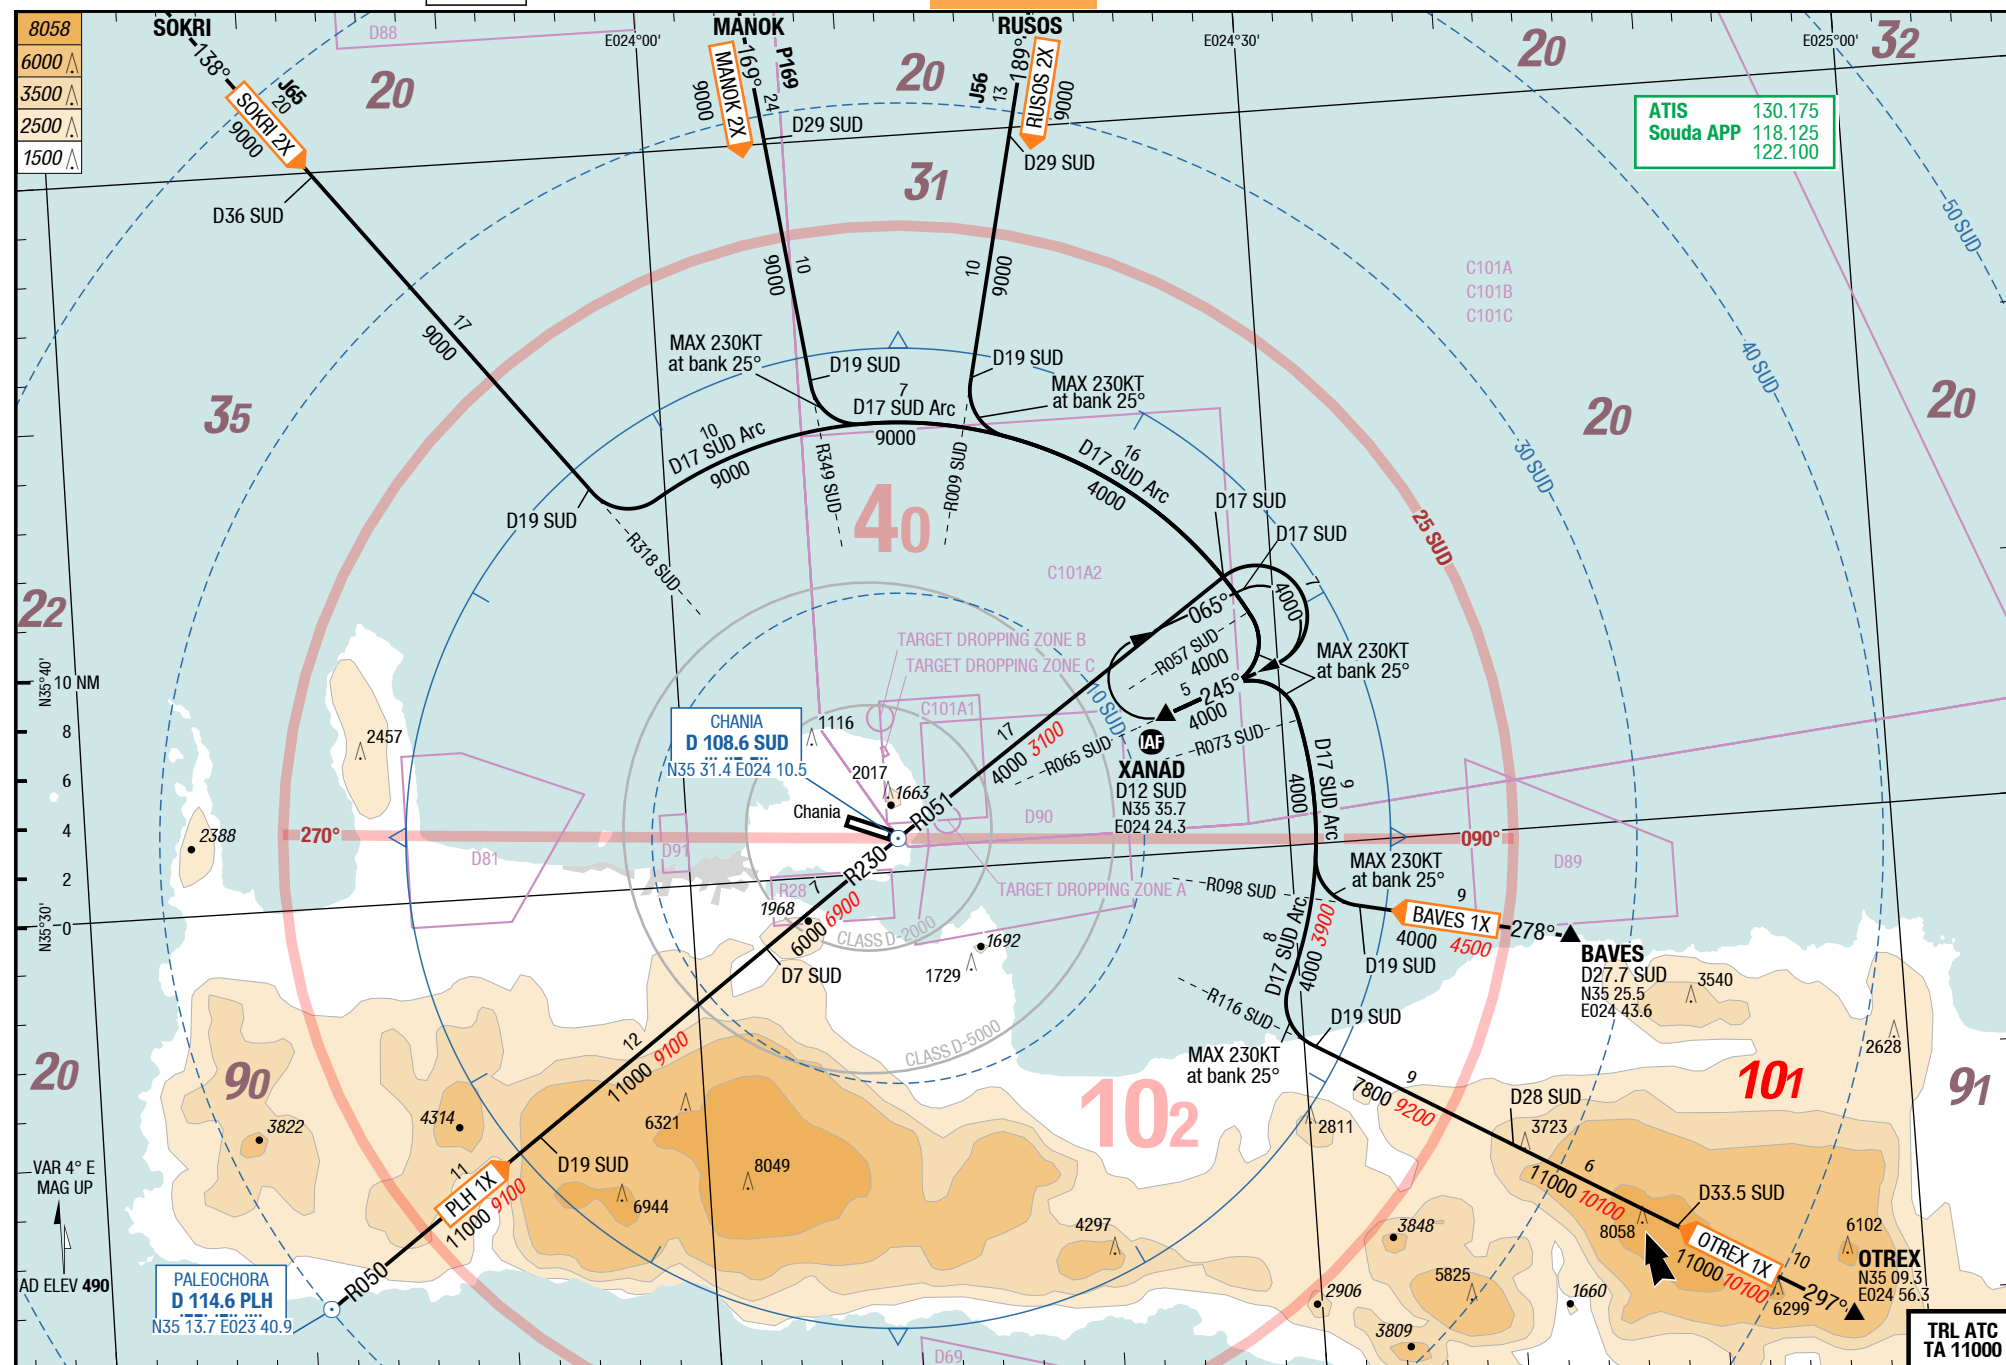 8058
6000
3500
2500
1500
SOKRI
138°
J65
20
SOKRI 2X
9000
D36 SUD
17
9000
D88
20
E024°00'
MANOK
169°
P169
24
MANOK 2X
9000
D29 SUD
10
9000
20
RUSOS
189°
J56
13
RUSOS 2X
9000
D29 SUD
10
9000
E024°30'
20
E025°00'
32
ATIS 130.175
Souda APP 118.125
122.100
31
50 SUD
40 SUD
30 SUD
25 SUD
C101A
C101B
C101C
35
20
20
MAX 230KT
at bank 25°
D19 SUD
7
D17 SUD Arc
9000
D19 SUD
MAX 230KT
at bank 25°
10
D17 SUD Arc
9000
D19 SUD
R318 SUD
R349 SUD
R009 SUD
40
16
D17 SUD Arc
4000
D17 SUD
D17 SUD
C101A2
22
065°
4000
7
R057 SUD
4000
5
245°
4000
MAX 230KT
at bank 25°
TARGET DROPPING ZONE B
TARGET DROPPING ZONE C
C101A1
10 SUD
N35°40'
10 NM
8
6
4
2
0
N35°30'
2457
2388
CHANIA
D 108.6 SUD
N35 31.4 E024 10.5
1116
2017
1663
Chania
17
4000 3100
R065 SUD
R073 SUD
IAF
XANAD
D12 SUD
N35 35.7
E024 24.3
9
D17 SUD Arc
4000
R051
R230
D90
270°
090°
D81
D91
R28
7
1968
6000 6900
CLASS D-2000
CLASS D-5000
TARGET DROPPING ZONE A
D89
MAX 230KT
at bank 25°
R098 SUD
9
BAVES 1X
4000 4500
278°
BAVES
D27.7 SUD
N35 25.5
E024 43.6
D19 SUD
8
D17 SUD Arc
4000 3900
R116 SUD
D19 SUD
MAX 230KT
at bank 25°
D7 SUD
1692
1729
3540
2628
20
90
102
101
91
12
11000 9100
4314
3822
6321
8049
6944
D19 SUD
11
PLH 1X
11000 9100
R050
4297
2811
9
7800 9200
D28 SUD
3723
6
11000 10100
D33.5 SUD
8058
OTREX 1X
10
11000 10100
297°
6102
6299
OTREX
N35 09.3
E024 56.3
3848
5825
2906
1660
3809
VAR 4° E
MAG UP
AD ELEV 490
PALEOCHORA
D 114.6 PLH
N35 13.7 E023 40.9
D69
TRL ATC
TA 11000